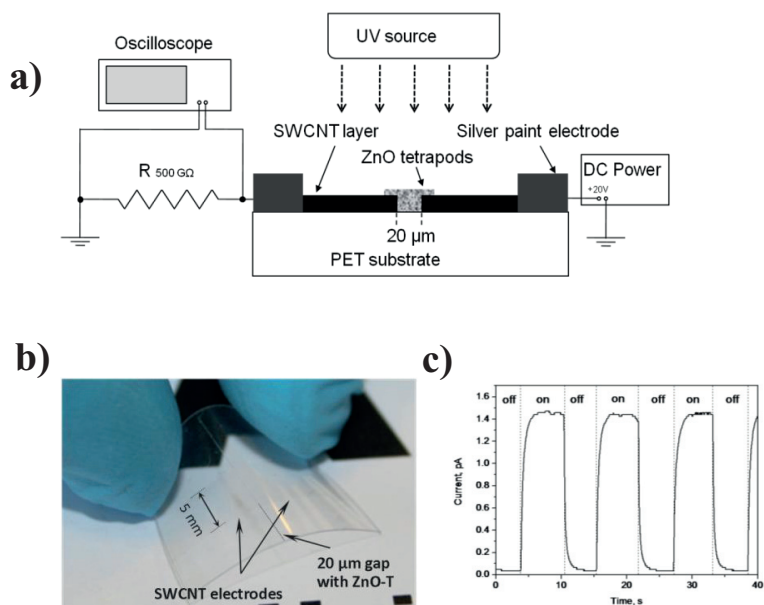 a)
Oscilloscope
UV source
SWCNT layer
Silver paint electrode
ZnO tetrapods
R 500 GΩ
DC Power
+20V
20 µm
PET substrate
b)
5 mm
20 µm gap
with ZnO-T
SWCNT electrodes
c)
off on off on off on off
1.6
1.4
1.2
1.0
0.8
0.6
0.4
0.2
0.0
Current, pA
0 10 20 30 40
Time, s